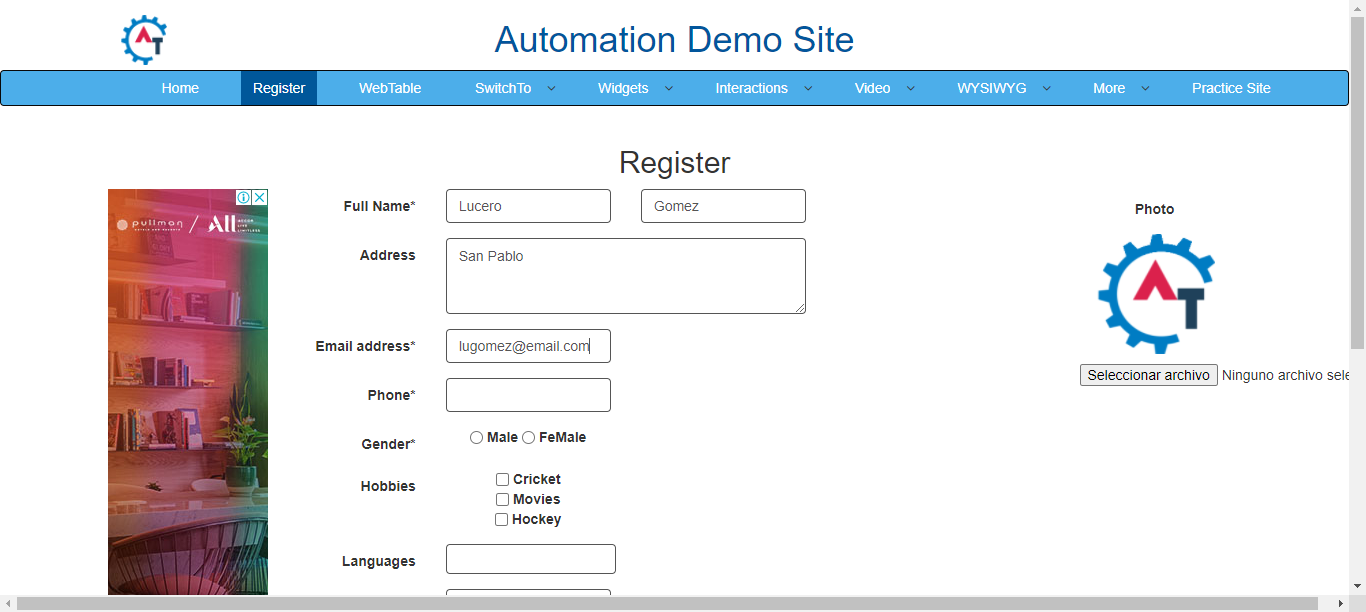 AT
Automation Demo Site
Home Register WebTable SwitchTo Widgets Interactions Video WYSIWYG More Practice Site
Register
pullman / All
Full Name* Lucero Gomez
Photo
Address San Pablo
AT
Email address* lugomez@email.com
Seleccionar archivo Ninguno archivo sele
Phone*
Gender* Male FeMale
Hobbies Cricket
Movies
Hockey
Languages